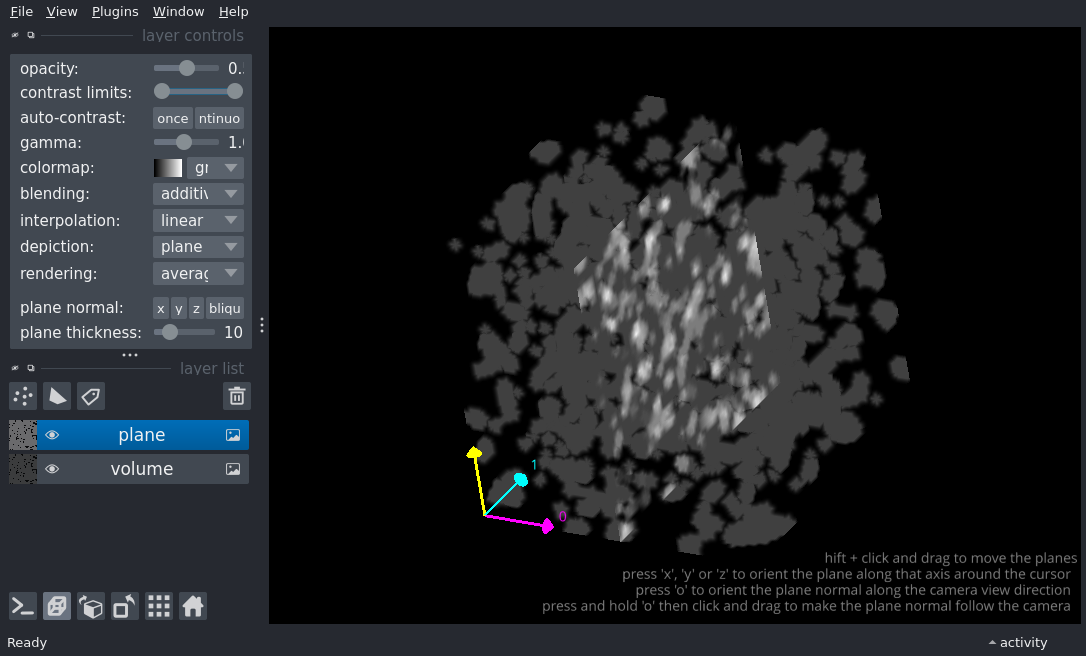 File View Plugins Window Help
layer controls
opacity: 0.
contrast limits:
auto-contrast: once ntinuo
gamma: 1.
colormap: gr
blending: additiv
interpolation: linear
depiction: plane
rendering: averag
plane normal: x y z bliqu
plane thickness: 10
layer list
plane
volume
1
0
hift + click and drag to move the planes
press 'x', 'y' or 'z' to orient the plane along that axis around the cursor
press 'o' to orient the plane normal along the camera view direction
press and hold 'o' then click and drag to make the plane normal follow the camera
Ready
activity